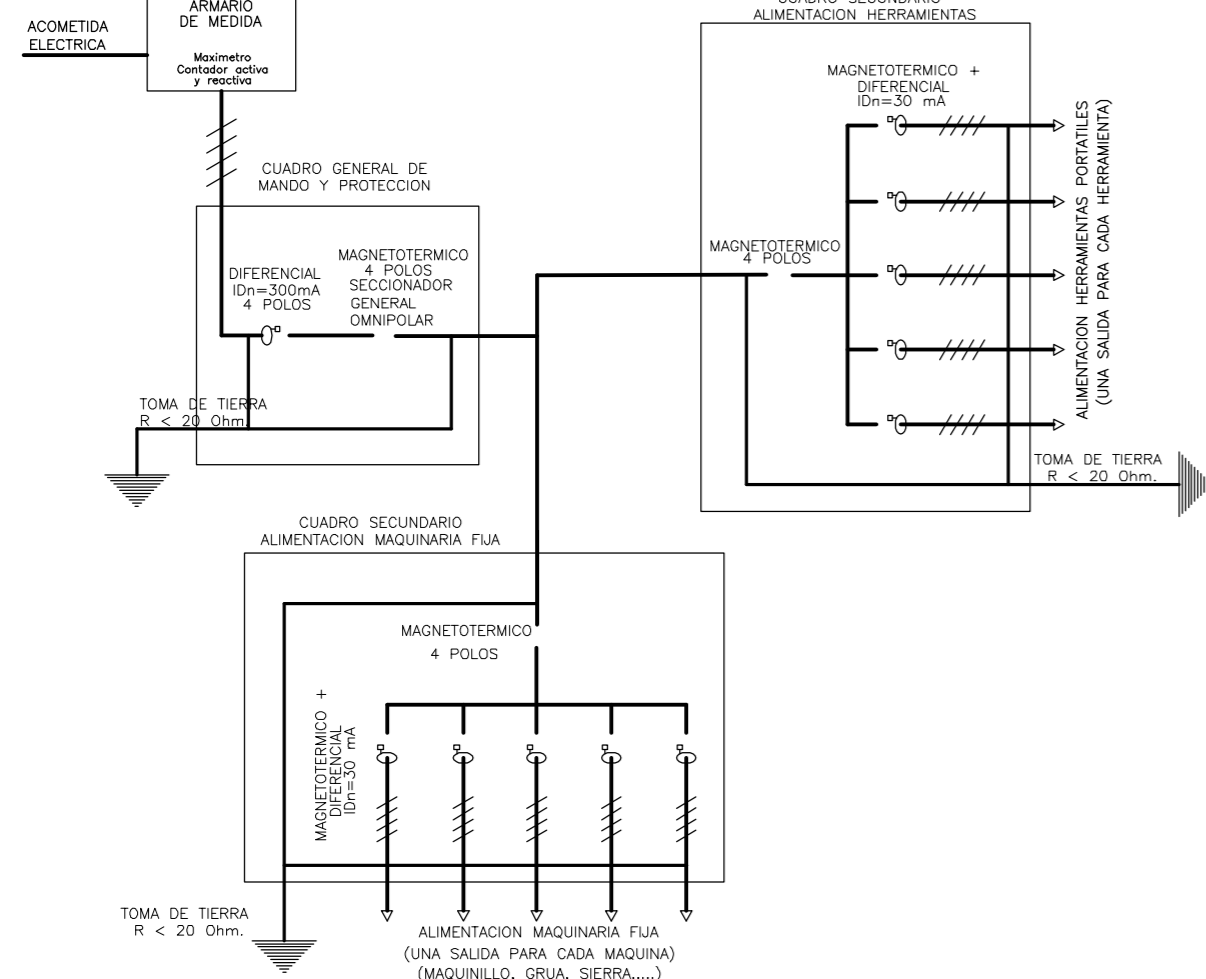 ARMARIO
DE MEDIDA
Maximetro
Contador activa
y reactiva
ACOMETIDA
ELECTRICA
CUADRO GENERAL DE
MANDO Y PROTECCION
DIFERENCIAL
IDn=300mA
4 POLOS
MAGNETOTERMICO
4 POLOS
SECCIONADOR
GENERAL
OMNIPOLAR
TOMA DE TIERRA
R < 20 Ohm.
CUADRO SECUNDARIO
ALIMENTACION HERRAMIENTAS
MAGNETOTERMICO +
DIFERENCIAL
IDn=30 mA
MAGNETOTERMICO
4 POLOS
ALIMENTACION HERRAMIENTAS PORTATILES
(UNA SALIDA PARA CADA HERRAMIENTA)
TOMA DE TIERRA
R < 20 Ohm.
CUADRO SECUNDARIO
ALIMENTACION MAQUINARIA FIJA
MAGNETOTERMICO
4 POLOS
MAGNETOTERMICO +
DIFERENCIAL
IDn=30 mA
TOMA DE TIERRA
R < 20 Ohm.
ALIMENTACION MAQUINARIA FIJA
(UNA SALIDA PARA CADA MAQUINA)
(MAQUINILLO, GRUA, SIERRA.....)